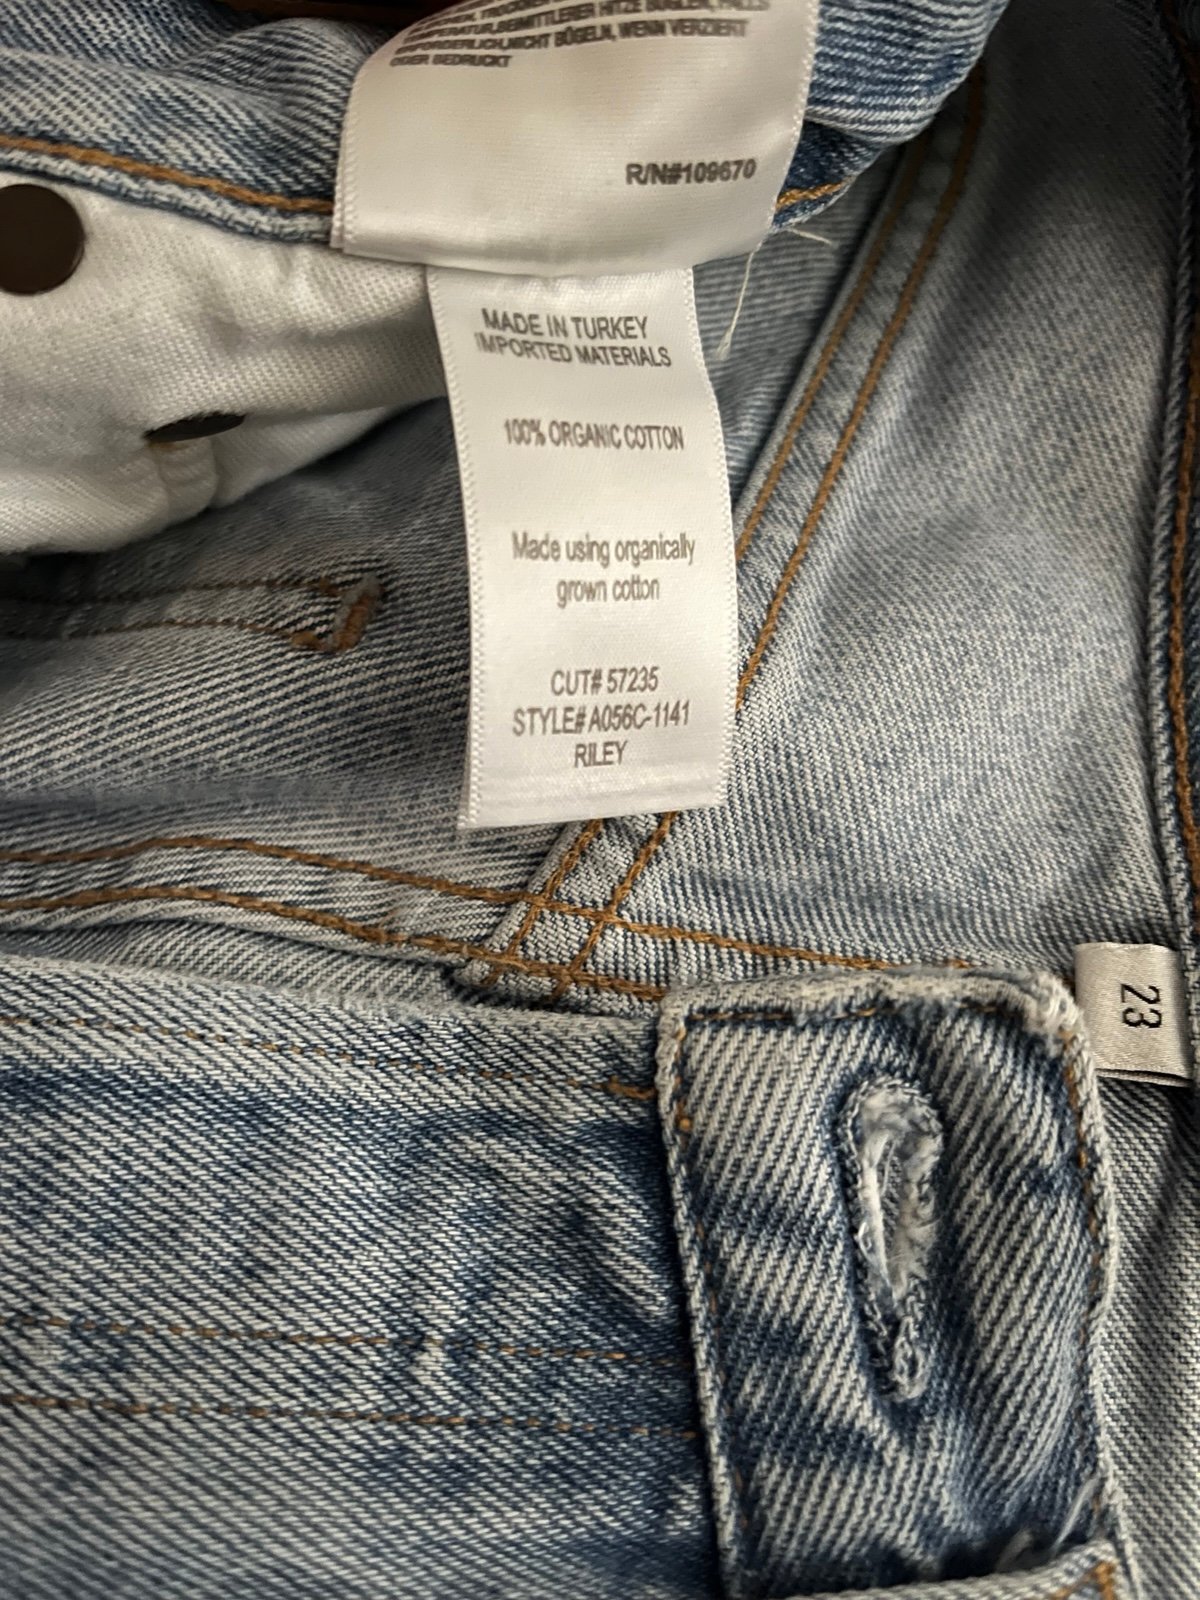 TEMPERATUR, BEI MITTLERER HITZE BÜGELN, FALLS
ERFORDERLICH, NICHT BÜGELN, WENN VERZIERT
ODER BEDRUCKT
R/N#109670
MADE IN TURKEY
IMPORTED MATERIALS
100% ORGANIC COTTON
Made using organically
grown cotton
CUT# 57235
STYLE# A056C-1141
RILEY
23